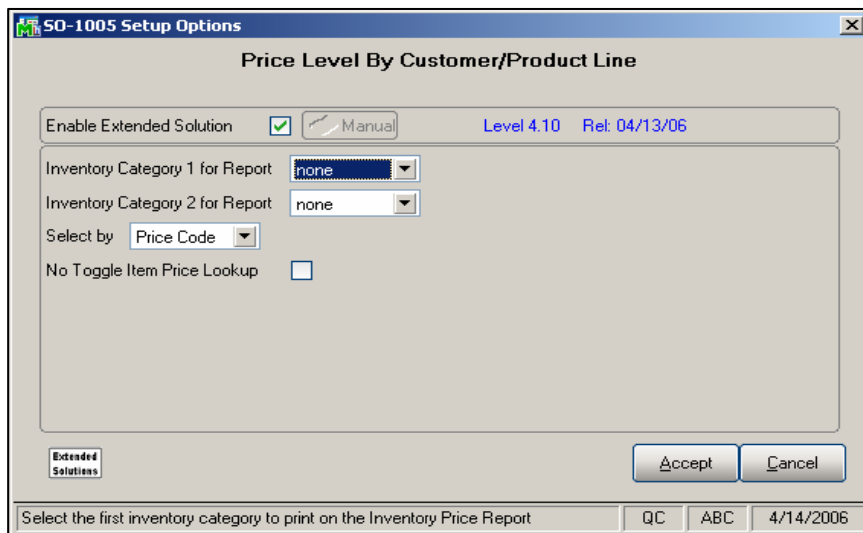 SO-1005 Setup Options
Price Level By Customer/Product Line
Enable Extended Solution Manual Level 4.10 Rel: 04/13/06
Inventory Category 1 for Report none
Inventory Category 2 for Report none
Select by Price Code
No Toggle Item Price Lookup
Extended
Solutions
Accept Cancel
Select the first inventory category to print on the Inventory Price Report QC ABC 4/14/2006